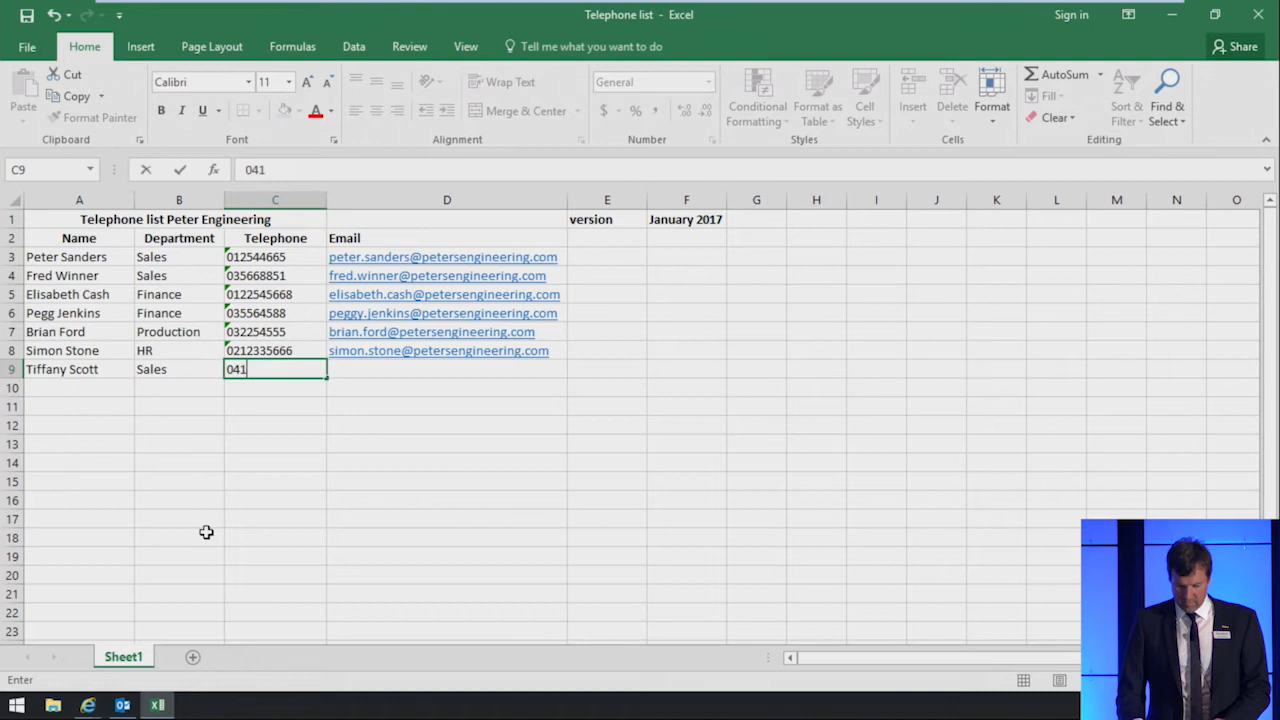 Telephone list - Excel
Sign in
File Home Insert Page Layout Formulas Data Review View Tell me what you want to do Share
Paste
Cut
Copy
Format Painter
Clipboard
Calibri 11 A A
B I U A
Font
Wrap Text
Merge & Center
Alignment
General
$ % ,
Number
Conditional Formatting
Format as Table
Cell Styles
Styles
Insert Delete Format
Cells
AutoSum
Fill
Clear
Sort & Filter
Find & Select
Editing
C9 fx 041
A B C D E F G H I J K L M N O
1 Telephone list Peter Engineering version January 2017
2 Name Department Telephone Email
3 Peter Sanders Sales 012544665 peter.sanders@petersengineering.com
4 Fred Winner Sales 035668851 fred.winner@petersengineering.com
5 Elisabeth Cash Finance 0122545668 elisabeth.cash@petersengineering.com
6 Pegg Jenkins Finance 035564588 peggy.jenkins@petersengineering.com
7 Brian Ford Production 032254555 brian.ford@petersengineering.com
8 Simon Stone HR 0212335666 simon.stone@petersengineering.com
9 Tiffany Scott Sales 041
10
11
12
13
14
15
16
17
18
19
20
21
22
23
Sheet1
Enter